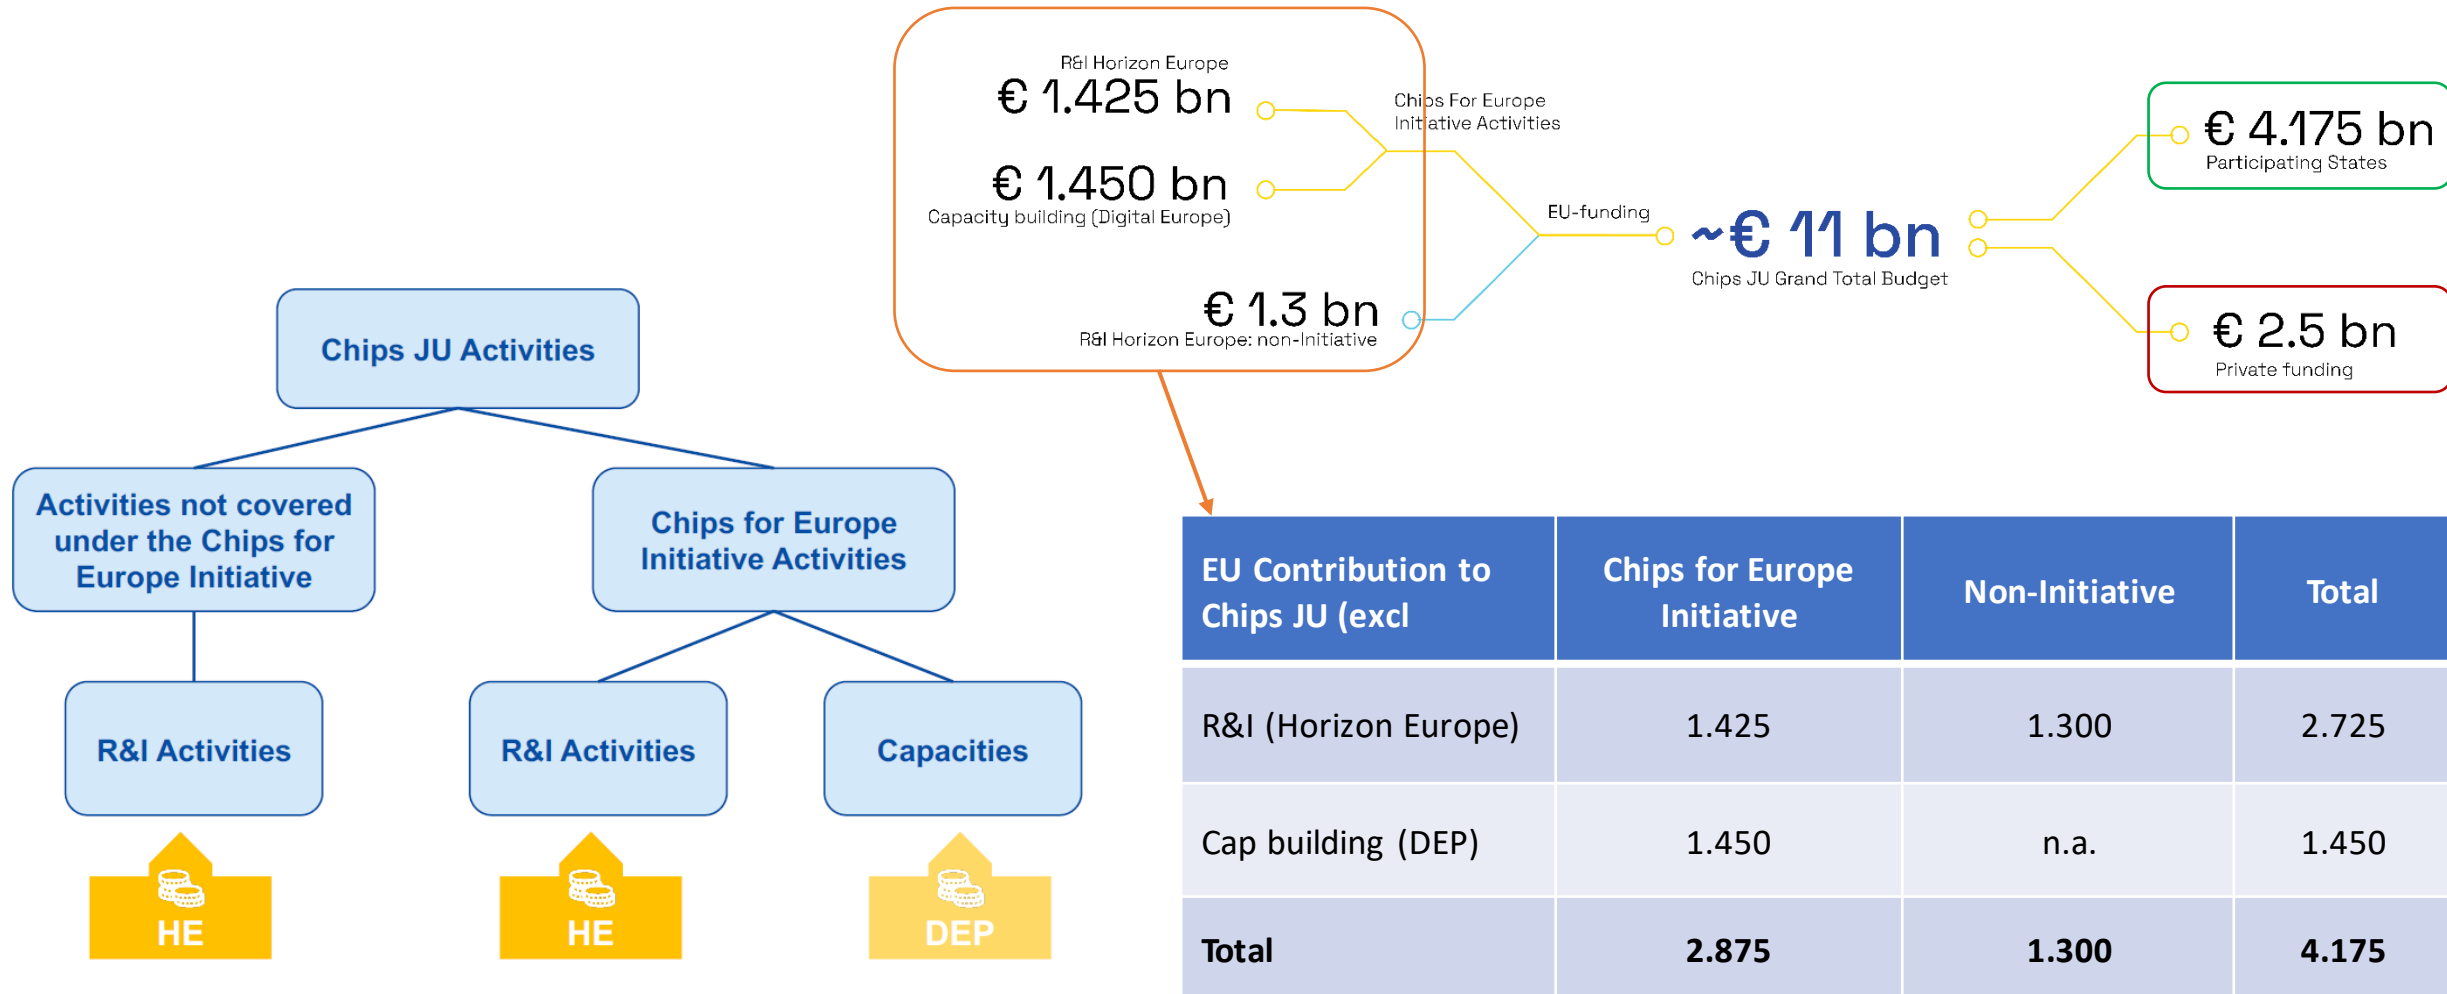 R&I Horizon Europe
€ 1.425 bn
Chips For Europe
Initiative Activities
€ 1.450 bn
Capacity building (Digital Europe)
€ 1.3 bn
R&I Horizon Europe: non-Initiative
EU-funding
~€ 11 bn
Chips JU Grand Total Budget
€ 4.175 bn
Participating States
€ 2.5 bn
Private funding
Chips JU Activities
Activities not covered
under the Chips for
Europe Initiative
Chips for Europe
Initiative Activities
R&I Activities
R&I Activities
Capacities
HE
HE
DEP
EU Contribution to
Chips JU (excl
Chips for Europe
Initiative
Non-Initiative
Total
R&I (Horizon Europe)
1.425
1.300
2.725
Cap building (DEP)
1.450
n.a.
1.450
Total
2.875
1.300
4.175